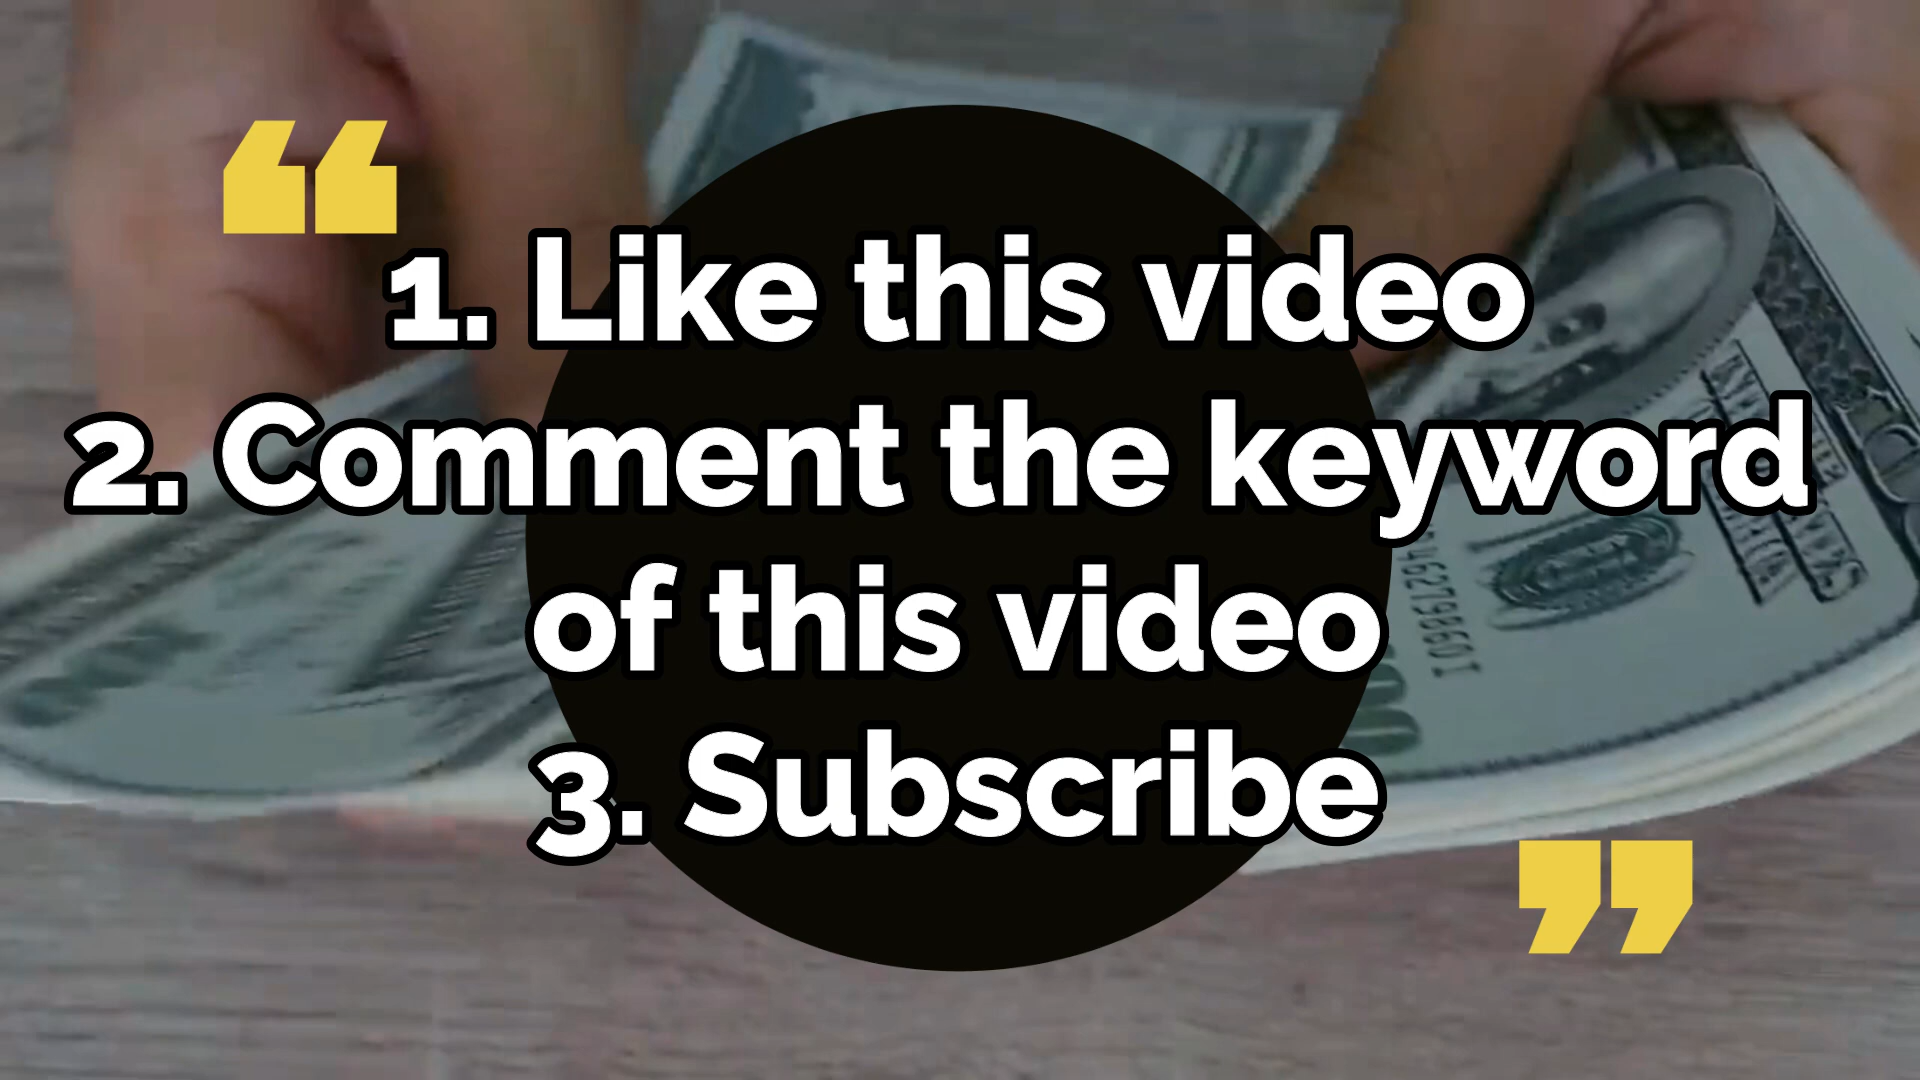 “
1. Like this video
2. Comment the keyword
of this video
3. Subscribe
”